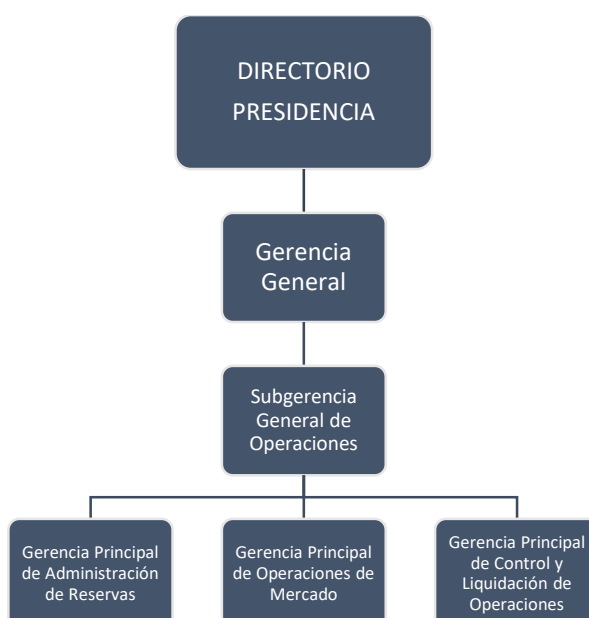 DIRECTORIO
PRESIDENCIA
Gerencia
General
Subgerencia
General de
Operaciones
Gerencia Principal
de Administración
de Reservas
Gerencia Principal
de Operaciones de
Mercado
Gerencia Principal
de Control y
Liquidación de
Operaciones